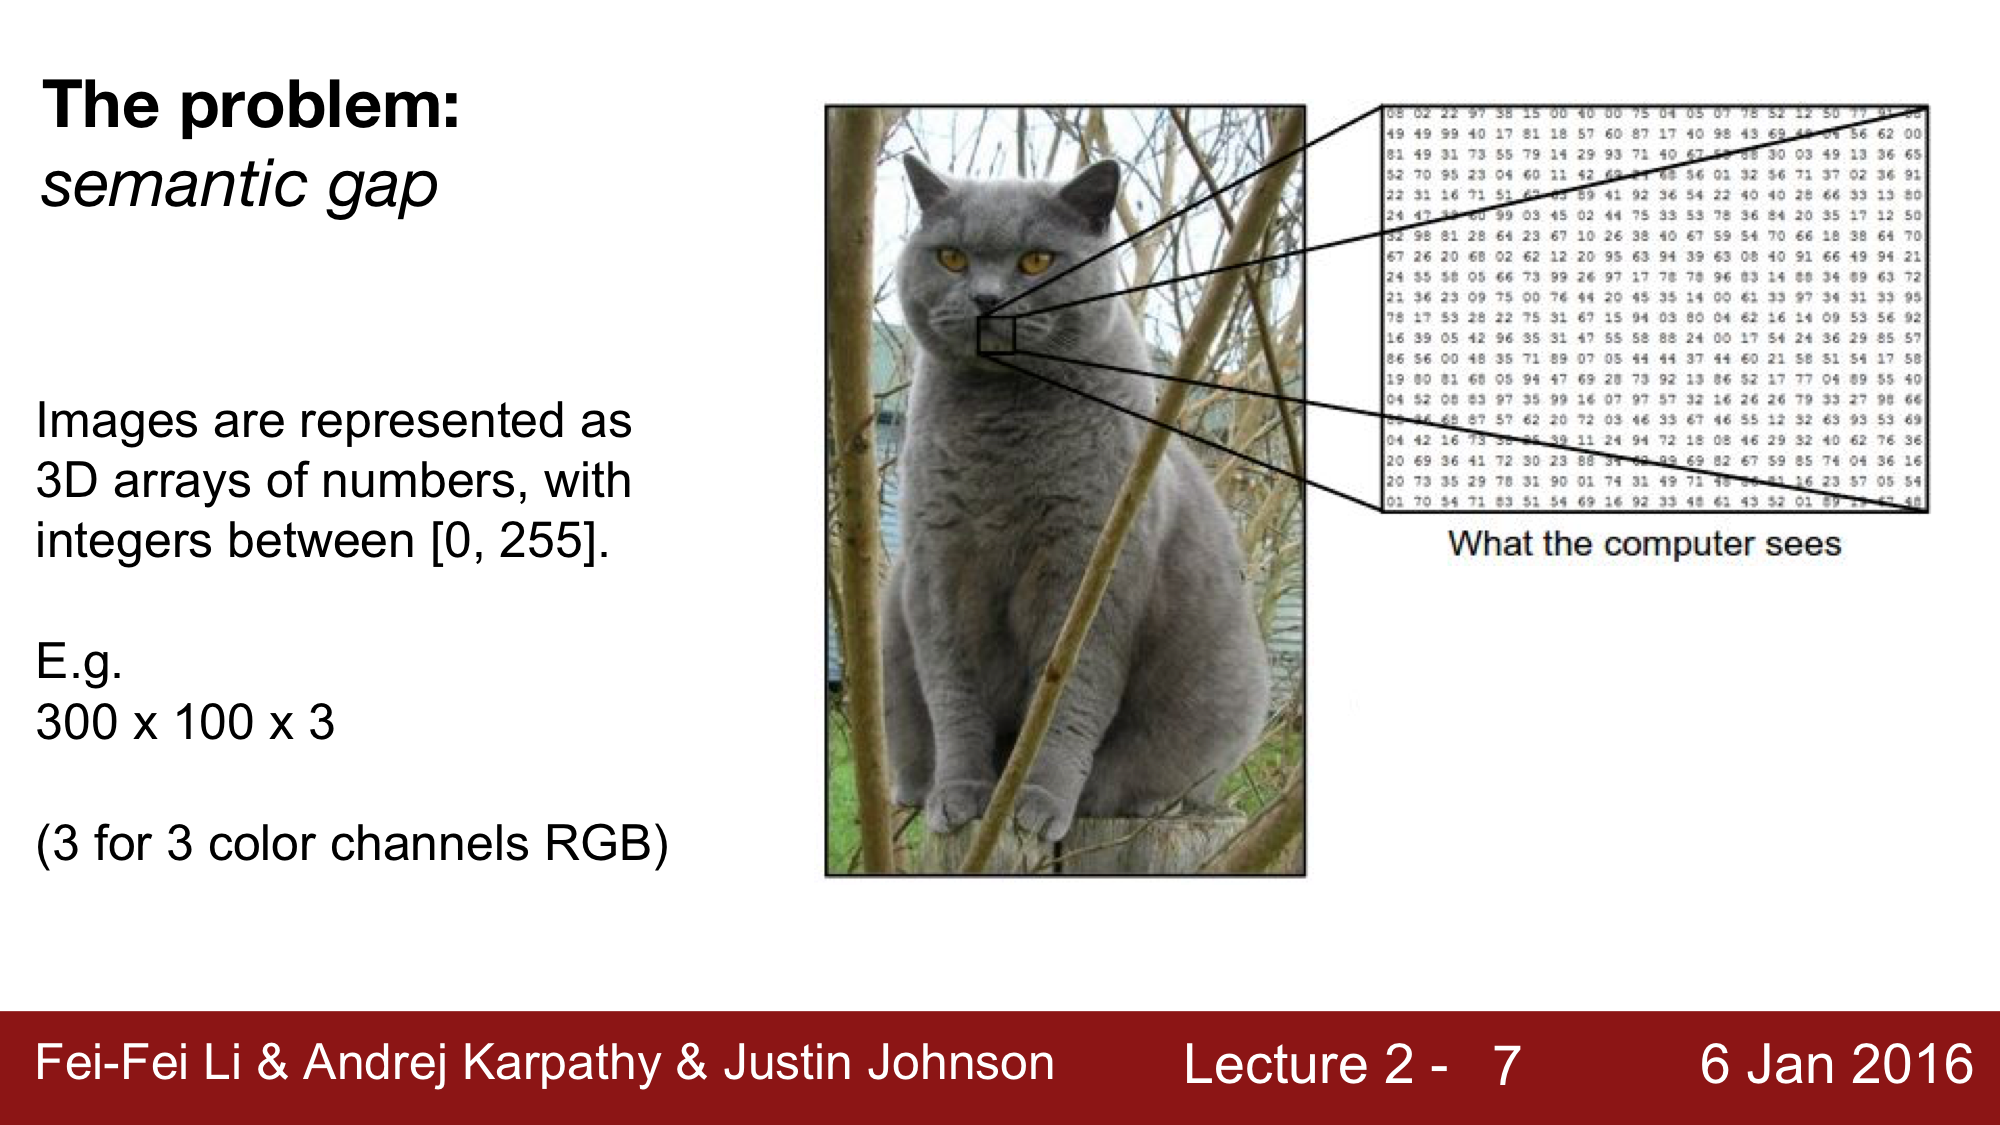 The problem:
semantic gap
Images are represented as
3D arrays of numbers, with
integers between [0, 255].
E.g.
300 x 100 x 3
(3 for 3 color channels RGB)
08 02 22 97 38 15 00 40 00 75 04 05 07 78 52 12 50 77 91
49 49 99 40 17 81 18 57 60 87 17 40 98 43 69 04 56 62 00
81 49 31 73 55 79 14 29 93 71 40 67 88 30 03 49 13 36 65
52 70 95 23 04 60 11 42 69 68 56 01 32 56 71 37 02 36 91
22 31 16 71 51 89 41 92 36 54 22 40 40 28 66 33 13 80
24 47 60 99 03 45 02 44 75 33 53 78 36 84 20 35 17 12 50
32 98 81 28 64 23 67 10 26 38 40 67 59 54 70 66 18 38 64 70
67 26 20 68 02 62 12 20 95 63 94 39 63 08 40 91 66 49 94 21
24 55 58 05 66 73 99 26 97 17 78 78 96 83 14 88 34 89 63 72
21 36 23 09 75 00 76 44 20 45 35 14 00 61 33 97 34 31 33 95
78 17 53 28 22 75 31 67 15 94 03 80 04 62 16 14 09 53 56 92
16 39 05 42 96 35 31 47 55 58 88 24 00 17 54 24 36 29 85 57
86 56 00 48 35 71 89 07 05 44 44 37 44 60 21 58 51 54 17 58
19 80 81 68 05 94 47 69 28 73 92 13 86 52 17 77 04 89 55 40
04 52 08 83 97 35 99 16 07 97 57 32 16 26 26 79 33 27 98 66
68 87 57 62 20 72 03 46 33 67 46 55 12 32 63 93 53 69
04 42 16 73 39 11 24 94 72 18 08 46 29 32 40 62 76 36
20 69 36 41 72 30 23 88 34 99 69 82 67 59 85 74 04 36 16
20 73 35 29 78 31 90 01 74 31 49 71 16 23 57 05 54
01 70 54 71 83 51 54 69 16 92 33 48 61 43 52 01 89 48
What the computer sees
Fei-Fei Li & Andrej Karpathy & Justin Johnson
Lecture 2 - 7
6 Jan 2016